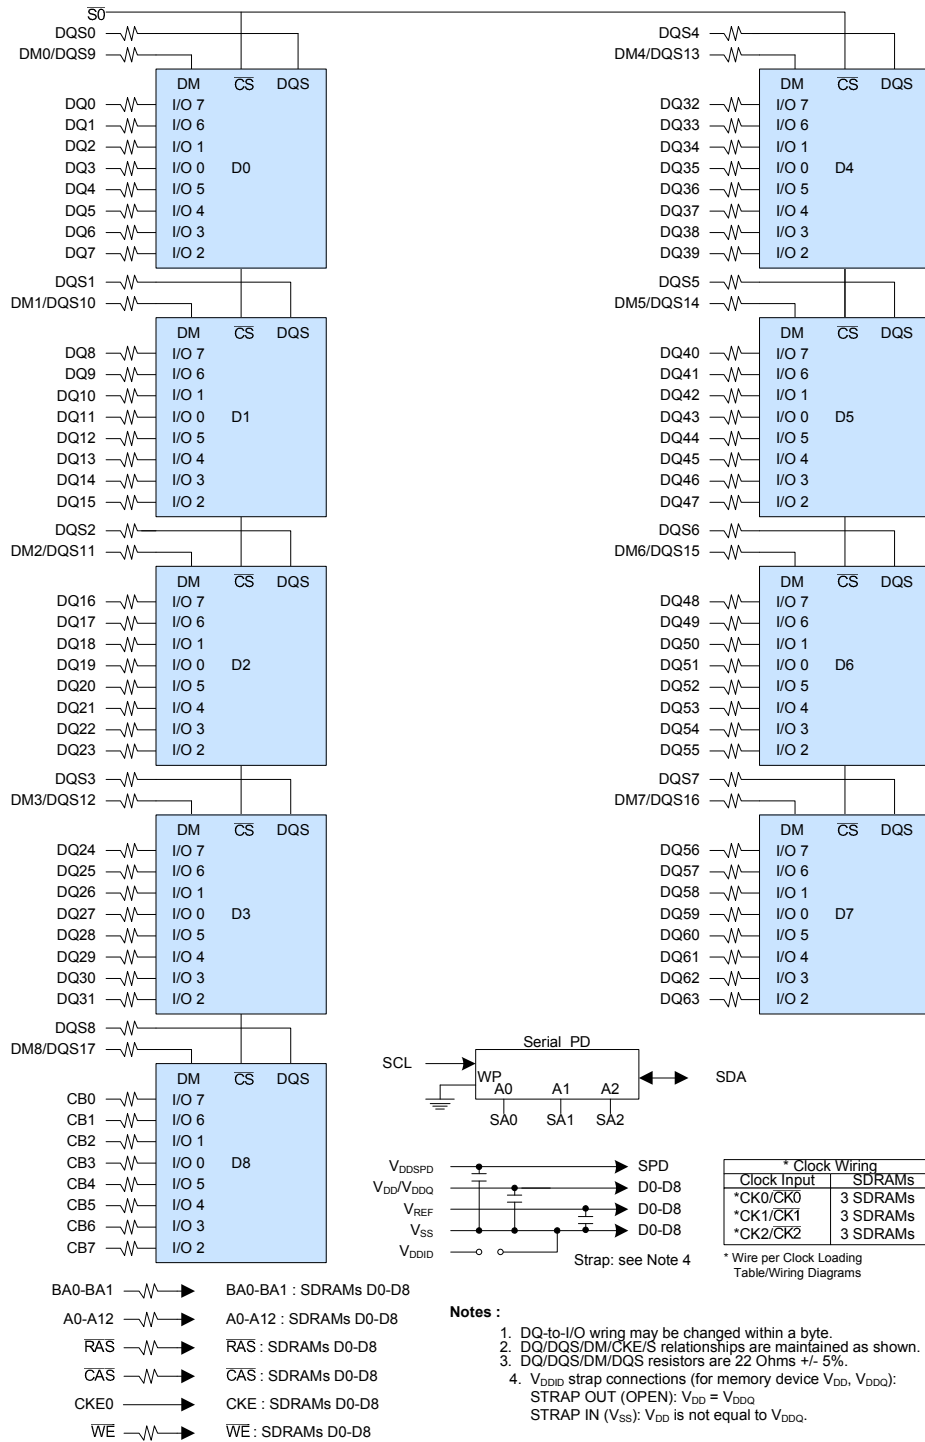 S0
DQS0
DM0/DQS9
DM CS DQS
DQ0 I/O 7
DQ1 I/O 6
DQ2 I/O 1
DQ3 I/O 0 D0
DQ4 I/O 5
DQ5 I/O 4
DQ6 I/O 3
DQ7 I/O 2
DQS1
DM1/DQS10
DM CS DQS
DQ8 I/O 7
DQ9 I/O 6
DQ10 I/O 1
DQ11 I/O 0 D1
DQ12 I/O 5
DQ13 I/O 4
DQ14 I/O 3
DQ15 I/O 2
DQS2
DM2/DQS11
DM CS DQS
DQ16 I/O 7
DQ17 I/O 6
DQ18 I/O 1
DQ19 I/O 0 D2
DQ20 I/O 5
DQ21 I/O 4
DQ22 I/O 3
DQ23 I/O 2
DQS3
DM3/DQS12
DM CS DQS
DQ24 I/O 7
DQ25 I/O 6
DQ26 I/O 1
DQ27 I/O 0 D3
DQ28 I/O 5
DQ29 I/O 4
DQ30 I/O 3
DQ31 I/O 2
DQS8
DM8/DQS17
DM CS DQS
CB0 I/O 7
CB1 I/O 6
CB2 I/O 1
CB3 I/O 0 D8
CB4 I/O 5
CB5 I/O 4
CB6 I/O 3
CB7 I/O 2
DQS4
DM4/DQS13
DM CS DQS
DQ32 I/O 7
DQ33 I/O 6
DQ34 I/O 1
DQ35 I/O 0 D4
DQ36 I/O 5
DQ37 I/O 4
DQ38 I/O 3
DQ39 I/O 2
DQS5
DM5/DQS14
DM CS DQS
DQ40 I/O 7
DQ41 I/O 6
DQ42 I/O 1
DQ43 I/O 0 D5
DQ44 I/O 5
DQ45 I/O 4
DQ46 I/O 3
DQ47 I/O 2
DQS6
DM6/DQS15
DM CS DQS
DQ48 I/O 7
DQ49 I/O 6
DQ50 I/O 1
DQ51 I/O 0 D6
DQ52 I/O 5
DQ53 I/O 4
DQ54 I/O 3
DQ55 I/O 2
DQS7
DM7/DQS16
DM CS DQS
DQ56 I/O 7
DQ57 I/O 6
DQ58 I/O 1
DQ59 I/O 0 D7
DQ60 I/O 5
DQ61 I/O 4
DQ62 I/O 3
DQ63 I/O 2
Serial PD
SCL WP SDA
A0 A1 A2
SA0 SA1 SA2
VDDSPD SPD
VDD/VDDQ D0-D8
VREF D0-D8
VSS D0-D8
VDDID
Strap: see Note 4
* Clock Wiring
Clock Input SDRAMs
*CK0/CK0 3 SDRAMs
*CK1/CK1 3 SDRAMs
*CK2/CK2 3 SDRAMs
* Wire per Clock Loading
Table/Wiring Diagrams
BA0-BA1 BA0-BA1 : SDRAMs D0-D8
A0-A12 A0-A12 : SDRAMs D0-D8
RAS RAS : SDRAMs D0-D8
CAS CAS : SDRAMs D0-D8
CKE0 CKE : SDRAMs D0-D8
WE WE : SDRAMs D0-D8
Notes :
1. DQ-to-I/O wring may be changed within a byte.
2. DQ/DQS/DM/CKE/S relationships are maintained as shown.
3. DQ/DQS/DM/DQS resistors are 22 Ohms +/- 5%.
4. VDDID strap connections (for memory device VDD, VDDQ):
STRAP OUT (OPEN): VDD = VDDQ
STRAP IN (VSS): VDD is not equal to VDDQ.